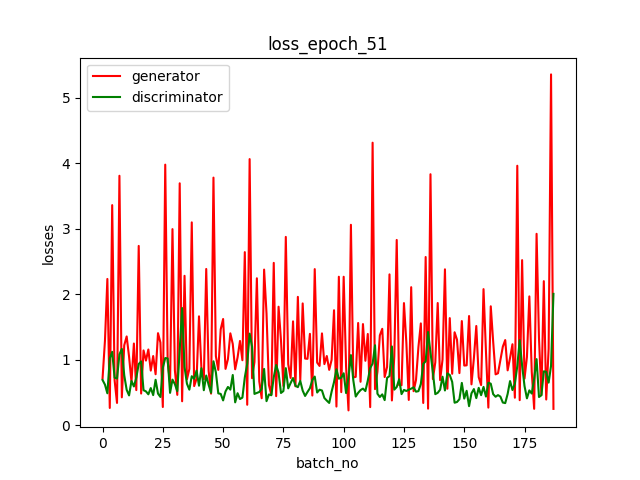 loss_epoch_51
generator
discriminator
losses
5
4
3
2
1
0
0 25 50 75 100 125 150 175
batch_no